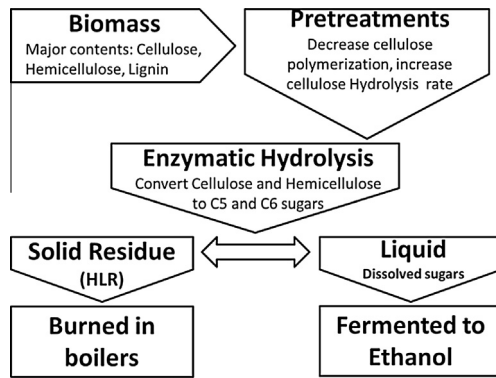 Biomass
Major contents: Cellulose,
Hemicellulose, Lignin
Pretreatments
Decrease cellulose
polymerization, increase
cellulose Hydrolysis rate
Enzymatic Hydrolysis
Convert Cellulose and Hemicellulose
to C5 and C6 sugars
Solid Residue
(HLR)
Liquid
Dissolved sugars
Burned in
boilers
Fermented to
Ethanol